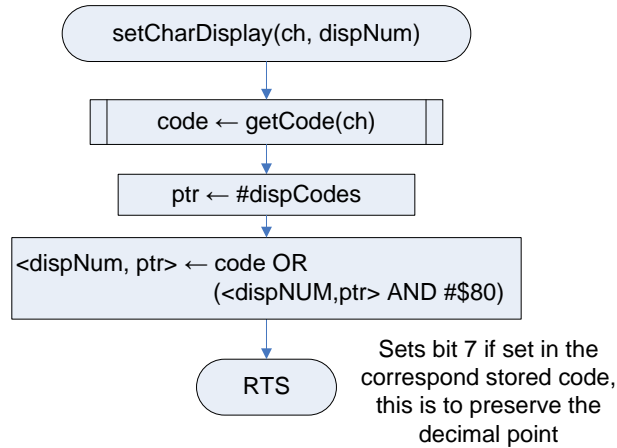 setCharDisplay(ch, dispNum)
code ← getCode(ch)
ptr ← #dispCodes
<dispNum, ptr> ← code OR
(<dispNUM,ptr> AND #$80)
RTS
Sets bit 7 if set in the
correspond stored code,
this is to preserve the
decimal point